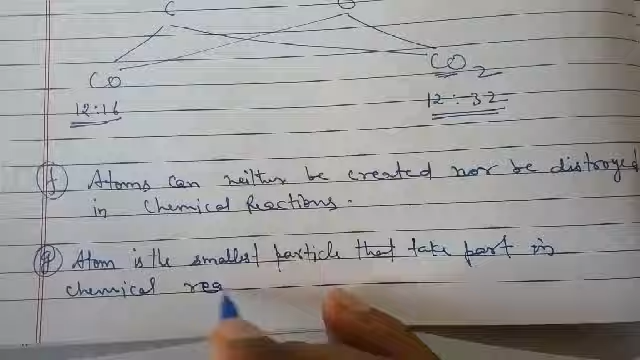 C O
CO CO2
12:16 12:32
(f) Atoms can neither be created nor be distroyed
in chemical Reactions.
(g) Atom is the smallest particle that take part in
chemical rea